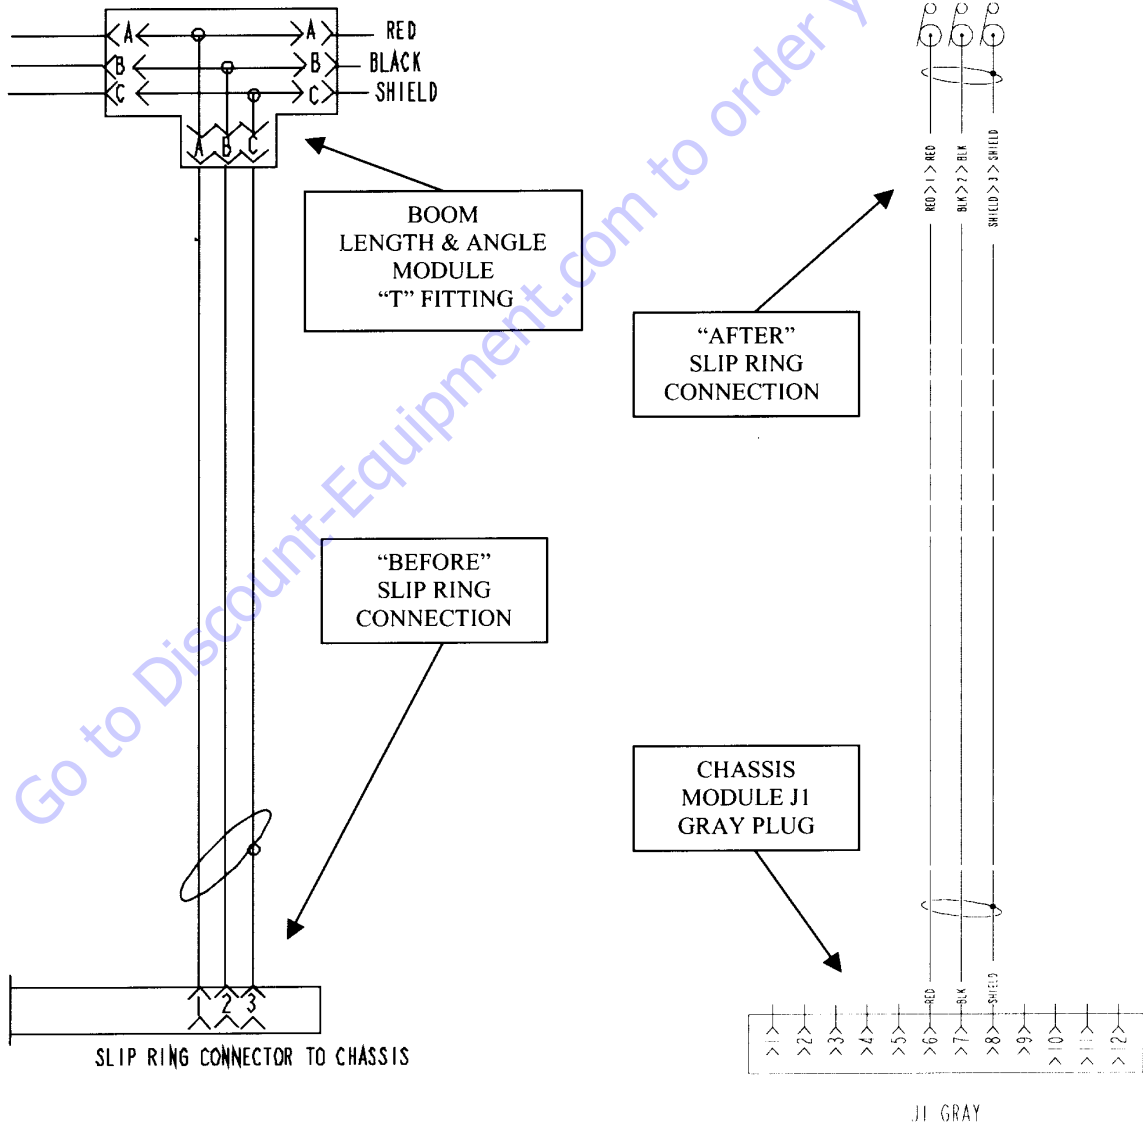 A A RED
B B BLACK
C C SHIELD
A B C
BOOM
LENGTH & ANGLE
MODULE
“T” FITTING
“BEFORE”
SLIP RING
CONNECTION
1 2 3
SLIP RING CONNECTOR TO CHASSIS
RED 1 RED
BLK 2 BLK
SHIELD 3 SHIELD
“AFTER”
SLIP RING
CONNECTION
CHASSIS
MODULE J1
GRAY PLUG
RED
BLK
SHIELD
1 2 3 4 5 6 7 8 9 10 11 12
J1 GRAY
Go to Discount-Equipment.com to order y